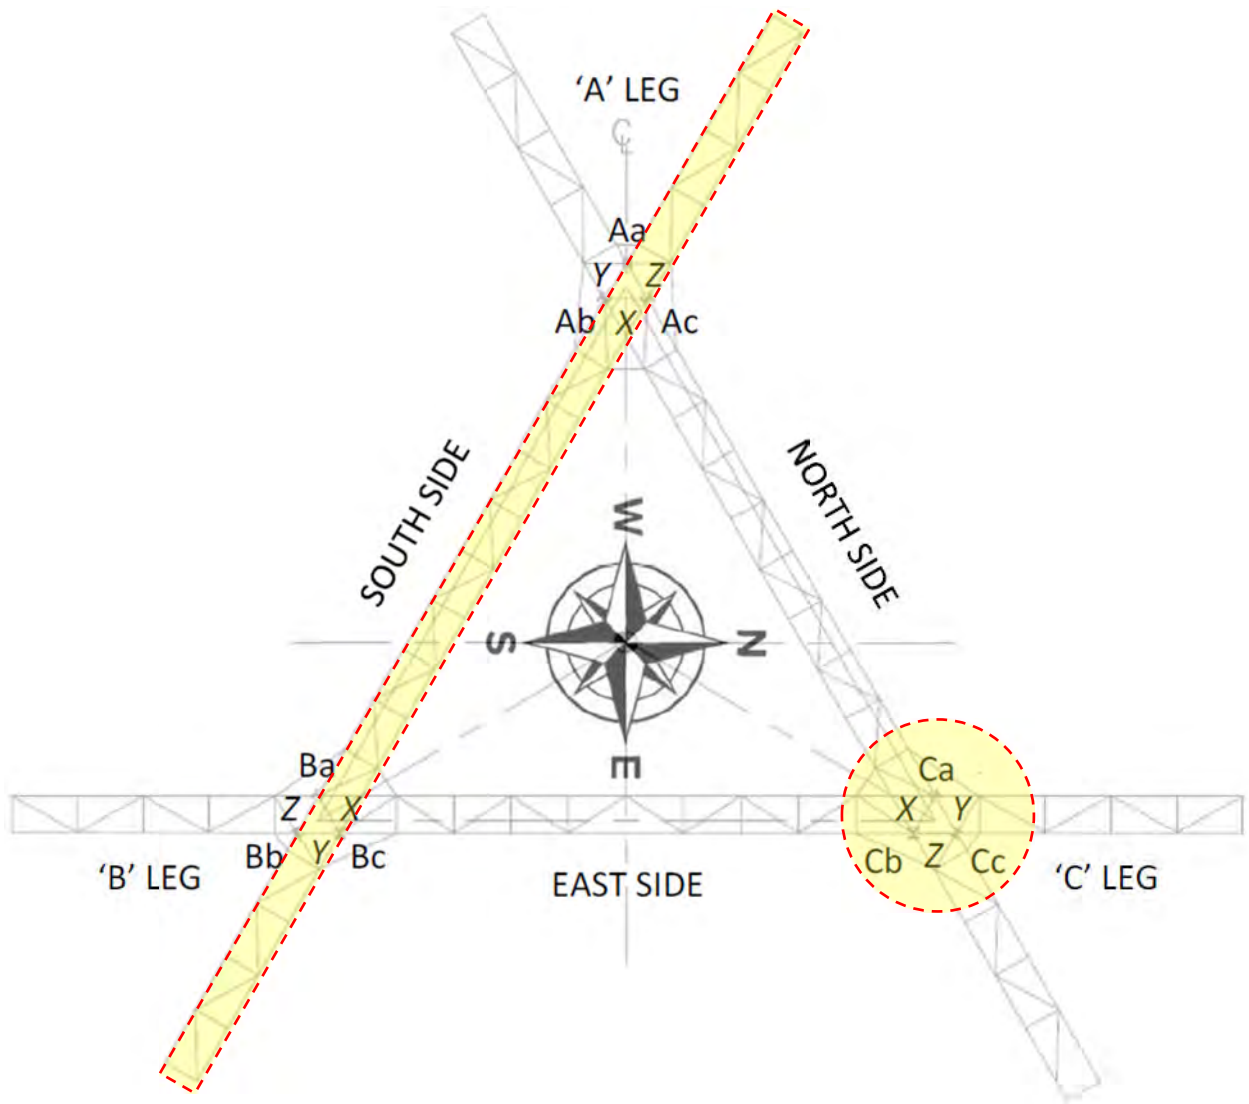 ‘A’ LEG
℄
Aa
Y Z
Ab X Ac
SOUTH SIDE
NORTH SIDE
W
S N
E
Ba
Z X
Bb Y Bc
‘B’ LEG
EAST SIDE
Ca
X Y
Cb Z Cc
‘C’ LEG